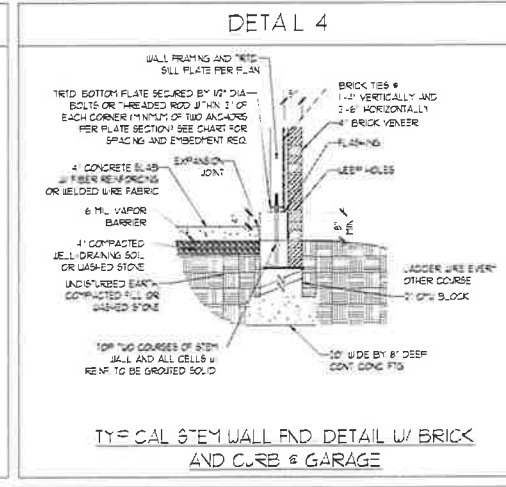 DETAIL 4
WALL FRAMING AND TRTD
SILL PLATE PER PLAN
TRTD BOTTOM PLATE SECURED BY 1/2" DIA
BOLTS OR THREADED ROD WITHIN 12" OF
EACH CORNER (MINIMUM OF TWO ANCHORS
PER PLATE SECTION) SEE CHART FOR
SPACING AND EMBEDMENT REQ.
EXPANSION
JOINT
4" CONCRETE SLAB
W/ FIBER REINFORCING
OR WELDED WIRE FABRIC
6 MIL VAPOR
BARRIER
4" COMPACTED
WELL-DRAINING SOIL
OR WASHED STONE
UNDISTURBED EARTH
COMPACTED FILL OR
WASHED STONE
TOP TWO COURSES OF STEM
WALL AND ALL CELLS W/
REINF. TO BE GROUTED SOLID
BRICK TIES @
VERTICALLY AND
HORIZONTALLY
4" BRICK VENEER
FLASHING
WEEP HOLES
8"
MIN.
LADDER WIRE EVERY
OTHER COURSE
CMU BLOCK
20" WIDE BY 8" DEEP
CONT. CONC. FTG.
TYPICAL STEM WALL FND. DETAIL W/ BRICK
AND CURB @ GARAGE